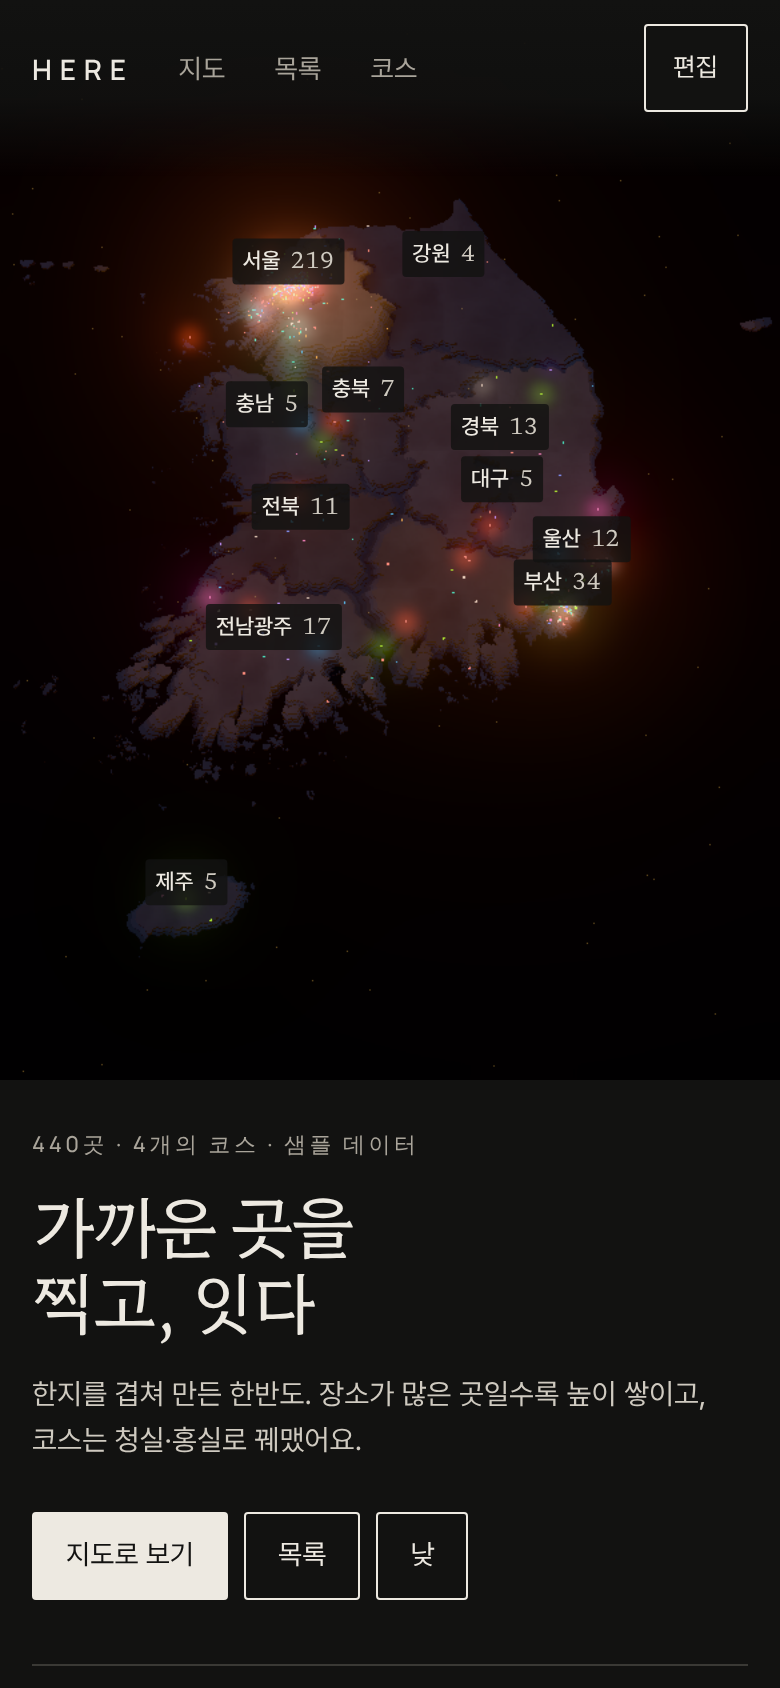 HERE 지도 목록 코스 편집
서울 219
강원 4
충북 7
충남 5
경북 13
대구 5
전북 11
울산 12
부산 34
전남광주 17
제주 5
440곳 · 4개의 코스 · 샘플 데이터
가까운 곳을
찍고, 잇다
한지를 겹쳐 만든 한반도. 장소가 많은 곳일수록 높이 쌓이고,
코스는 청실·홍실로 꿰맸어요.
지도로 보기 목록 낮